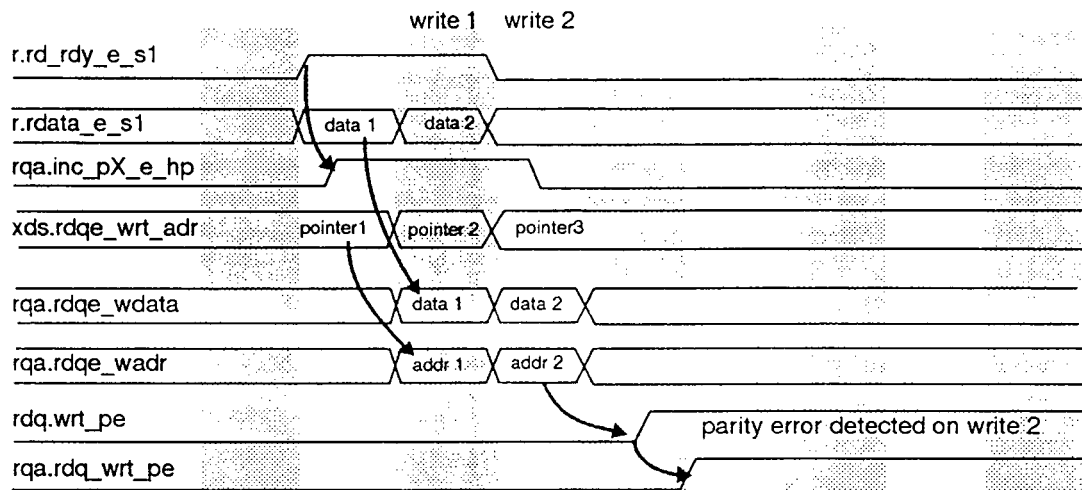 write 1 write 2
r.rd_rdy_e_s1
r.rdata_e_s1 data 1 data 2
rqa.inc_pX_e_hp
xds.rdqe_wrt_adr pointer1 pointer2 pointer3
rqa.rdqe_wdata data 1 data 2
rqa.rdqe_wadr addr 1 addr 2
rdq.wrt_pe parity error detected on write 2
rqa.rdq_wrt_pe